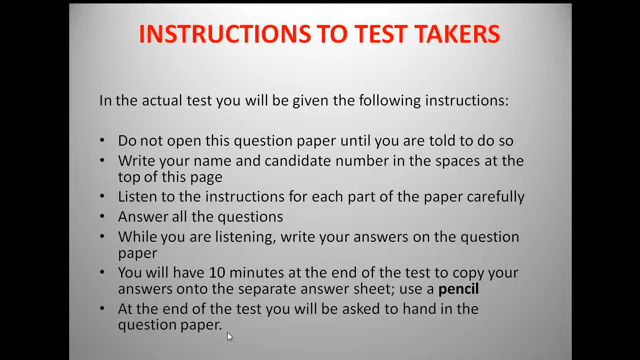 INSTRUCTIONS TO TEST TAKERS
In the actual test you will be given the following instructions:
• Do not open this question paper until you are told to do so
• Write your name and candidate number in the spaces at the
top of this page
• Listen to the instructions for each part of the paper carefully
• Answer all the questions
• While you are listening, write your answers on the question
paper
• You will have 10 minutes at the end of the test to copy your
answers onto the separate answer sheet; use a pencil
• At the end of the test you will be asked to hand in the
question paper.